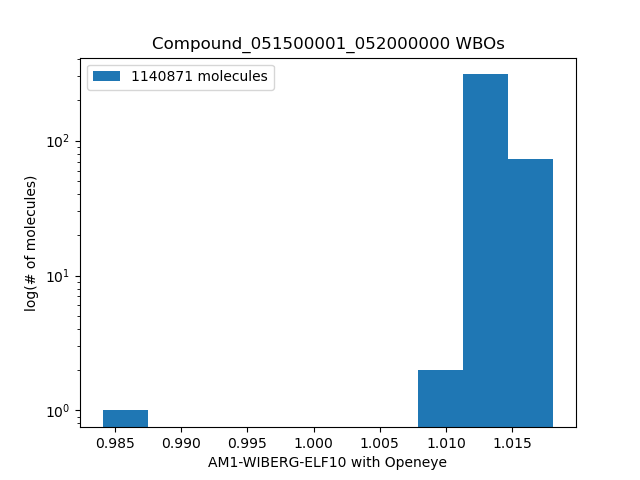 Compound_051500001_052000000 WBOs
1140871 molecules
log(# of molecules)
10²
10¹
10⁰
0.985 0.990 0.995 1.000 1.005 1.010 1.015
AM1-WIBERG-ELF10 with Openeye